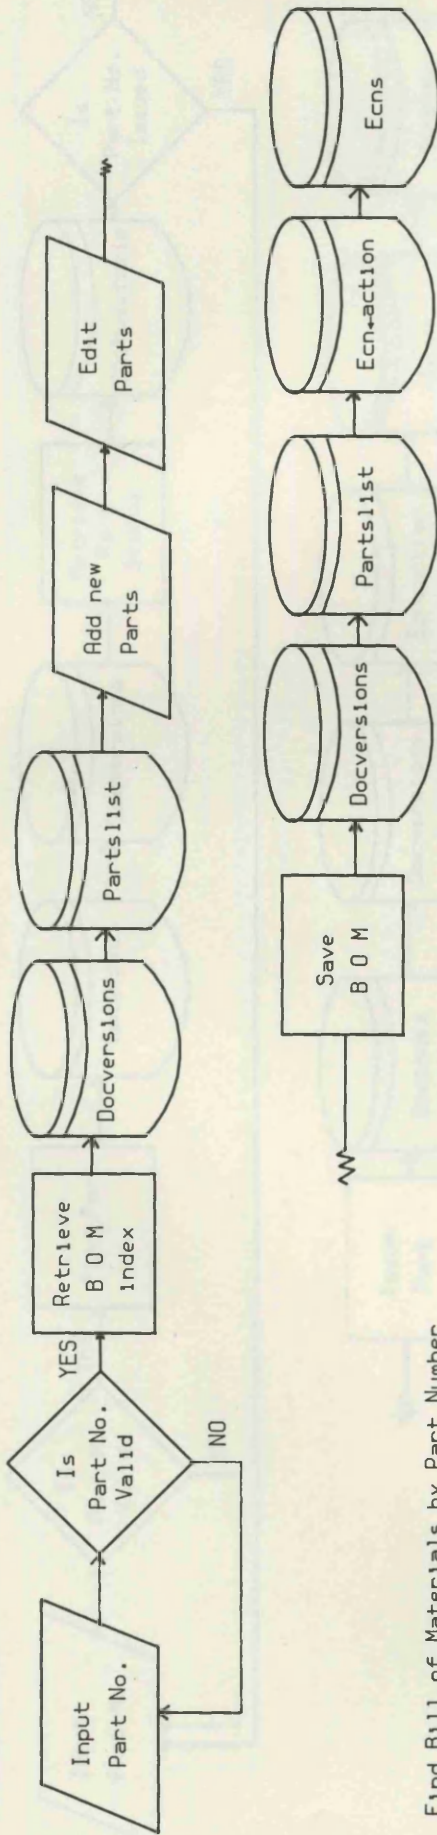 Input
Part No.
Is
Part No.
Valid
YES
NO
Retrieve
B O M
index
Docversions
Partslist
Add new
Parts
Edit
Parts
Save
B O M
Docversions
Partslist
Ecn←action
Ecns
Find Bill of Materials by Part Number